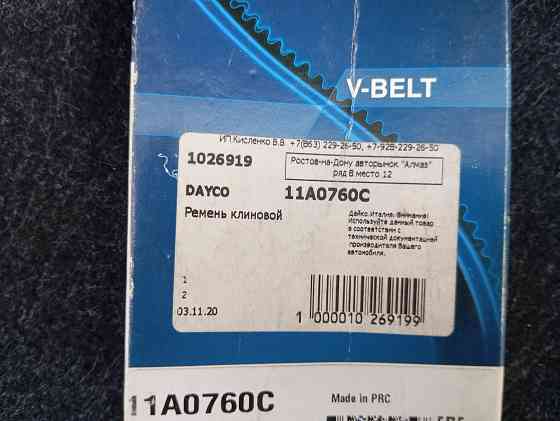 V-BELT
ИП.Кисленко В.В. +7(863) 229-26-50, +7-928-229-26-50
1026919
Ростов-на-Дону авторынок "Алмаз"
ряд 8 место 12
DAYCO 11A0760C
Ремень клиновой
Дайко.Италия. Внимание!
Используйте данный товар
в соответствии с
технической документацией
производителя Вашего
автомобиля.
1
2
03.11.20
1 000010 269199
11A0760C
Made in PRC